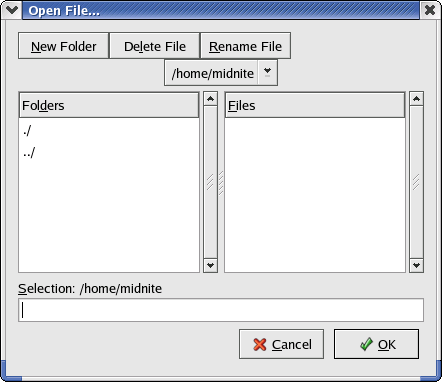 Open File...
New Folder Delete File Rename File
/home/midnite
Folders Files
./
../
Selection: /home/midnite
Cancel OK